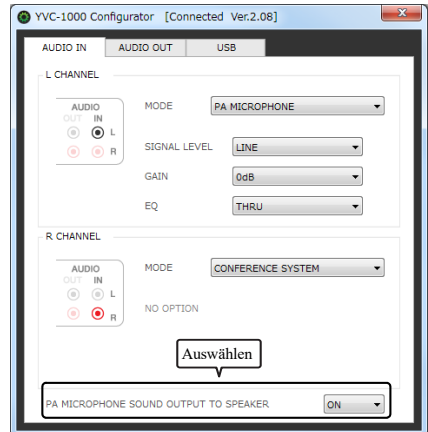 YVC-1000 Configurator [Connected Ver.2.08]
AUDIO IN AUDIO OUT USB
L CHANNEL
AUDIO
OUT IN
L
R
MODE PA MICROPHONE
SIGNAL LEVEL LINE
GAIN 0dB
EQ THRU
R CHANNEL
AUDIO
OUT IN
L
R
MODE CONFERENCE SYSTEM
NO OPTION
Auswählen
PA MICROPHONE SOUND OUTPUT TO SPEAKER ON